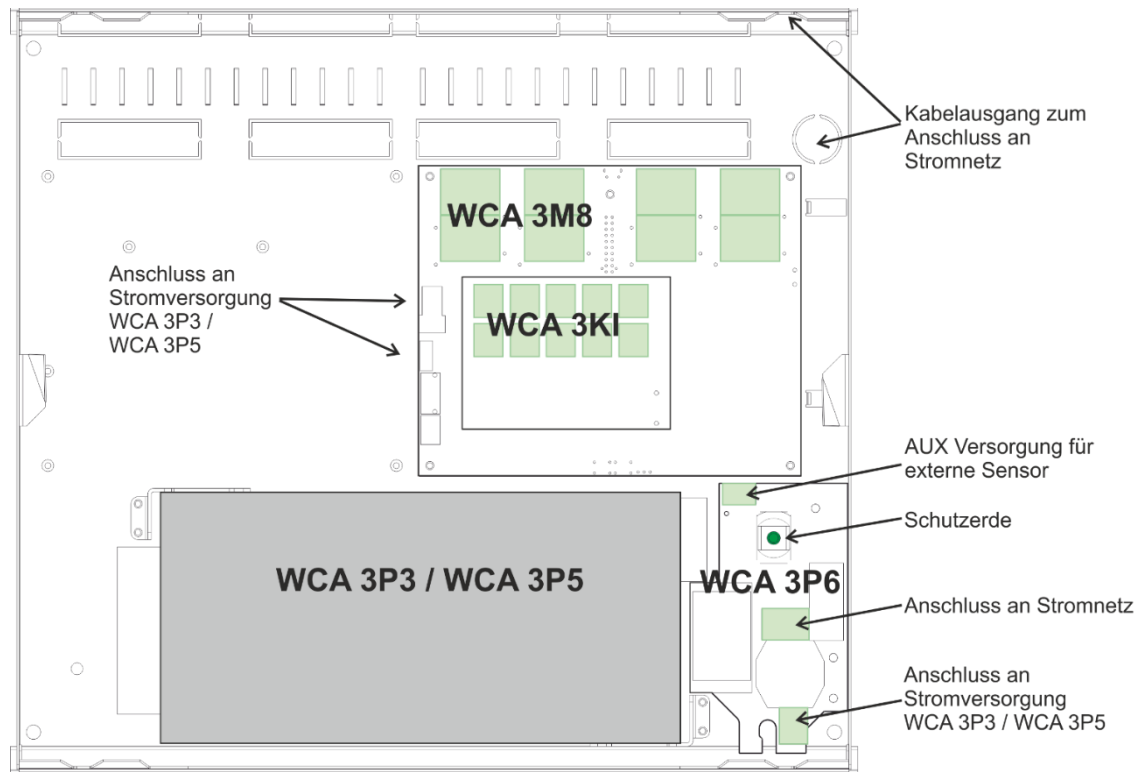 Kabelausgang zum
Anschluss an
Stromnetz
WCA 3M8
Anschluss an
Stromversorgung
WCA 3P3 /
WCA 3P5
WCA 3KI
AUX Versorgung für
externe Sensor
Schutzerde
WCA 3P3 / WCA 3P5
WCA 3P6
Anschluss an Stromnetz
Anschluss an
Stromversorgung
WCA 3P3 / WCA 3P5